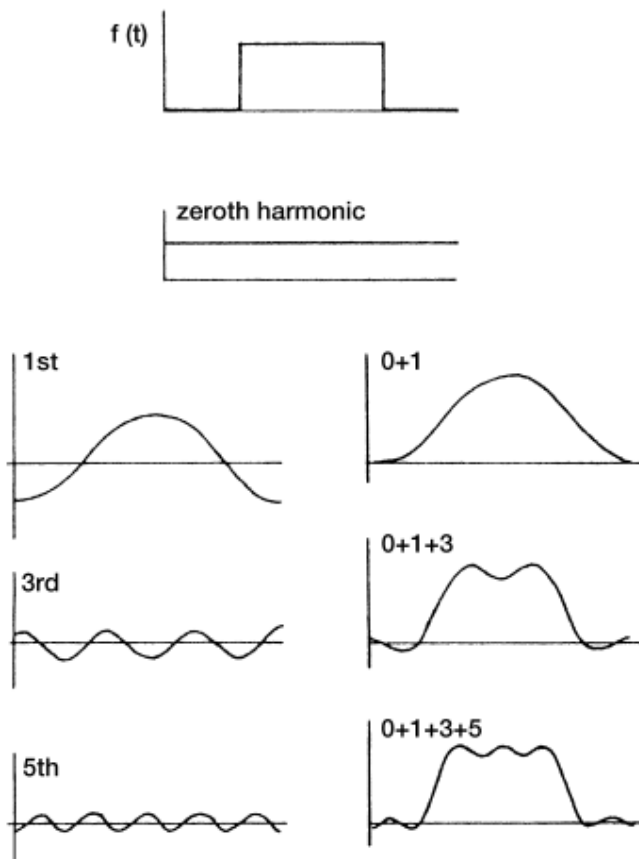 f (t)
zeroth harmonic
1st
0+1
3rd
0+1+3
5th
0+1+3+5